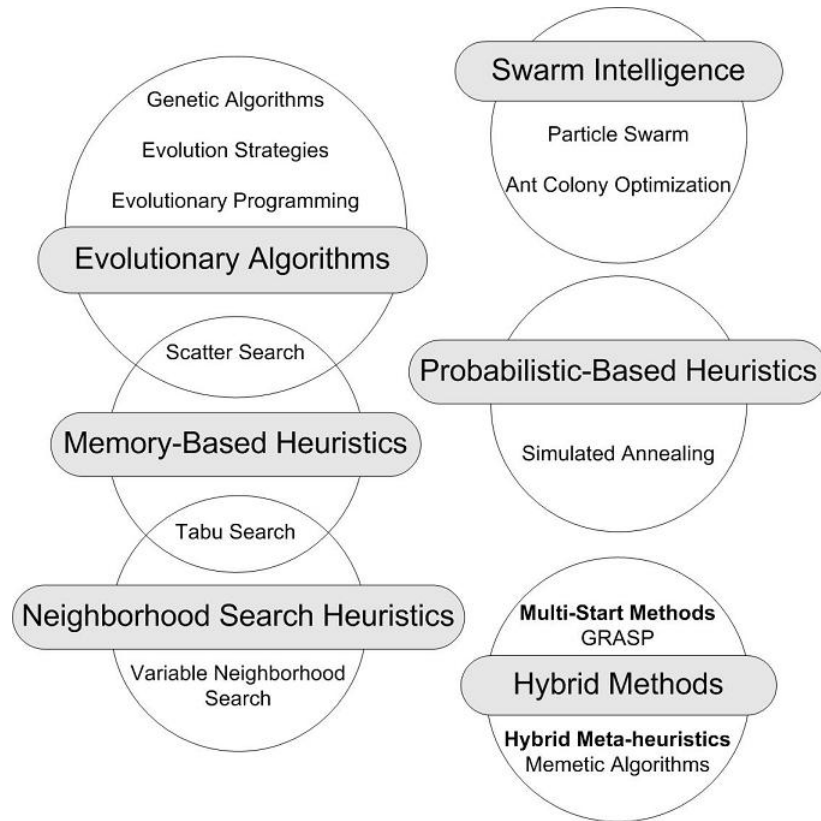 Genetic Algorithms
Evolution Strategies
Evolutionary Programming
Evolutionary Algorithms
Scatter Search
Memory-Based Heuristics
Tabu Search
Neighborhood Search Heuristics
Variable Neighborhood
Search
Swarm Intelligence
Particle Swarm
Ant Colony Optimization
Probabilistic-Based Heuristics
Simulated Annealing
Multi-Start Methods
GRASP
Hybrid Methods
Hybrid Meta-heuristics
Memetic Algorithms